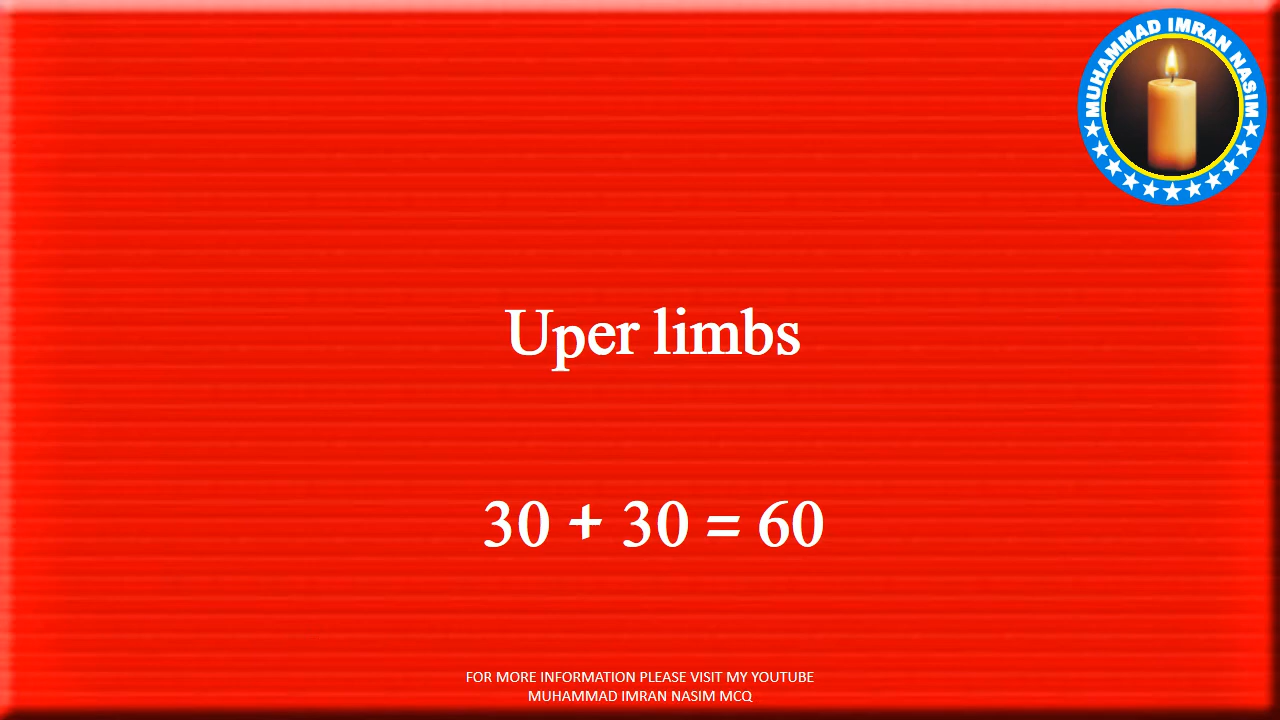 MUHAMMAD IMRAN NASIM
Uper limbs
30 + 30 = 60
FOR MORE INFORMATION PLEASE VISIT MY YOUTUBE
MUHAMMAD IMRAN NASIM MCQ